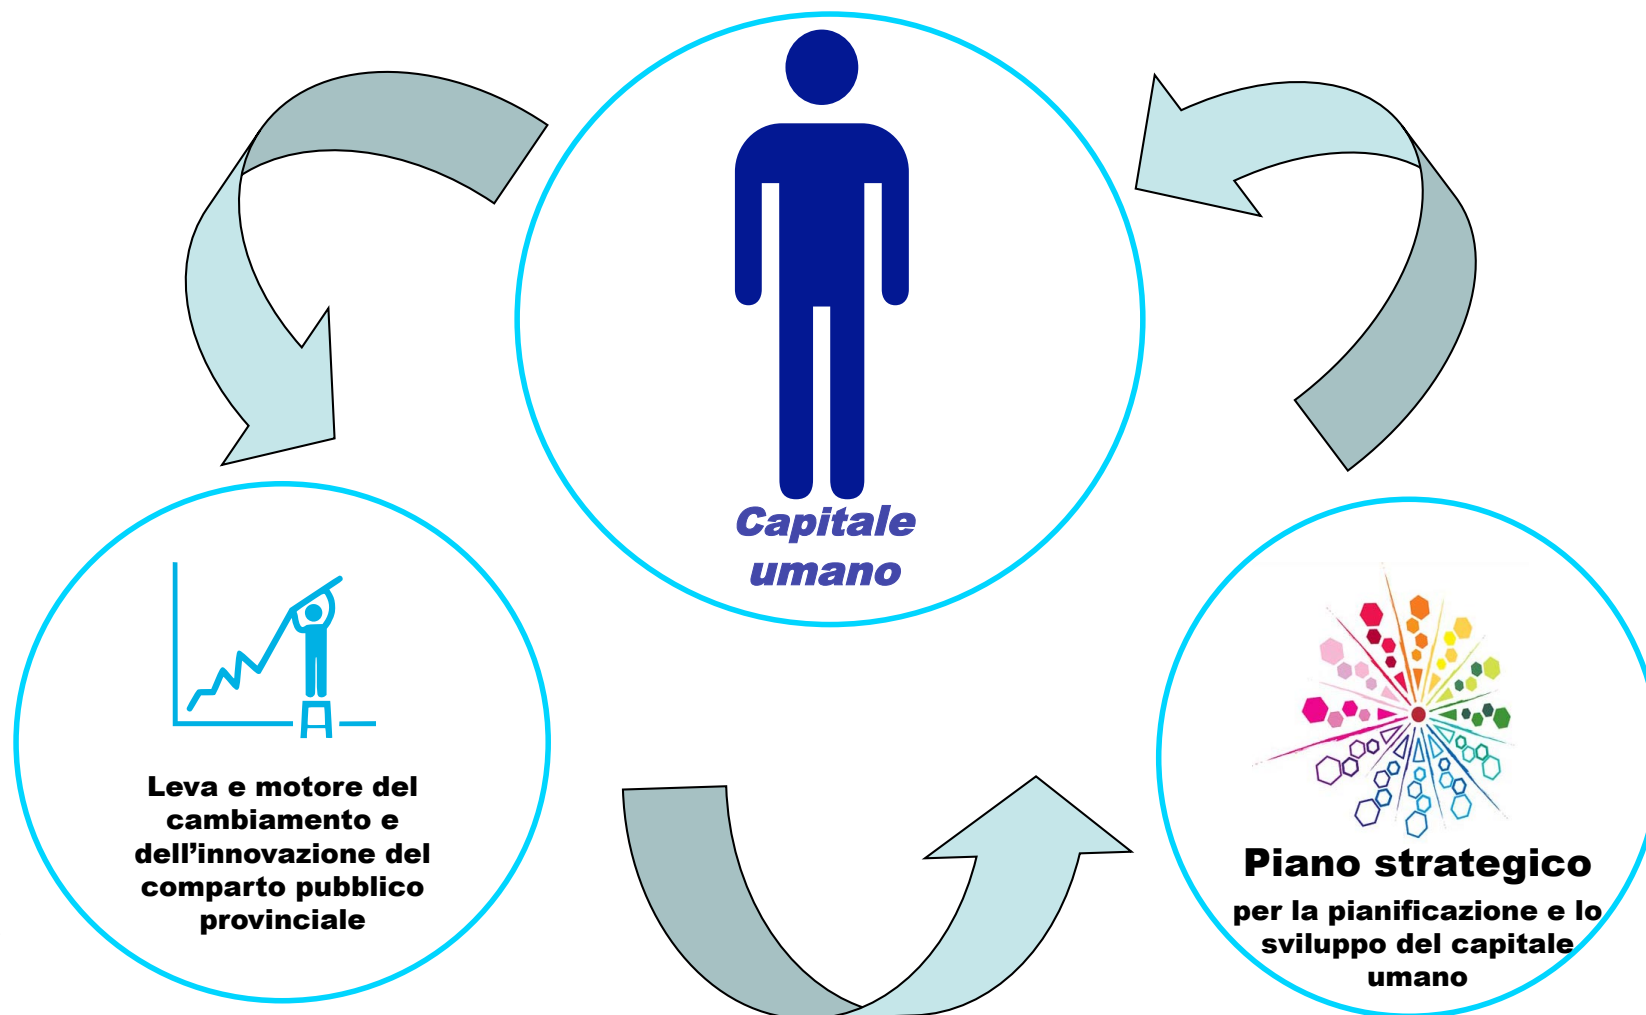 Capitale
umano
Leva e motore del
cambiamento e
dell’innovazione del
comparto pubblico
provinciale
Piano strategico
per la pianificazione e lo
sviluppo del capitale
umano